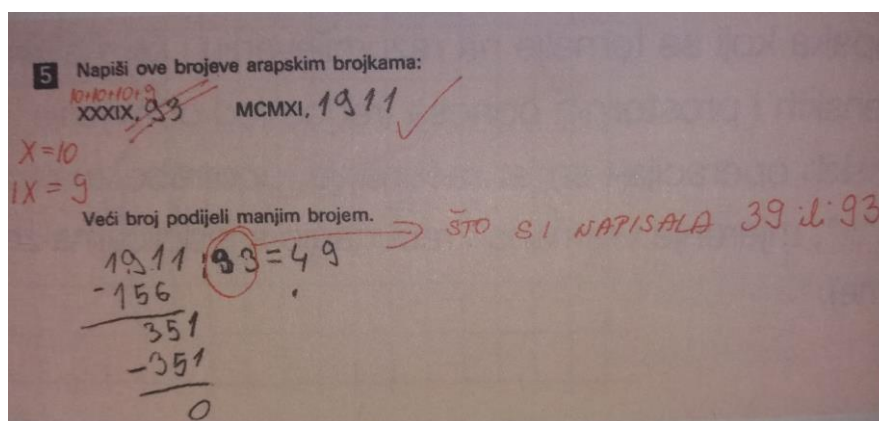 5 Napiši ove brojeve arapskim brojkama:
10+10+10+9
XXXIX, 93 MCMXI, 1911
X=10
IX=9
Veći broj podijeli manjim brojem.
ŠTO SI NAPISALA 39 ili 93
1911:93=49
-156
351
-351
0